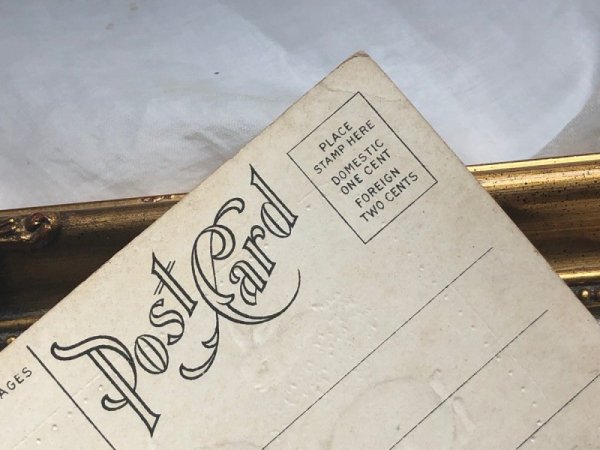 AGES
Post Card
PLACE
STAMP HERE
DOMESTIC
ONE CENT
FOREIGN
TWO CENTS